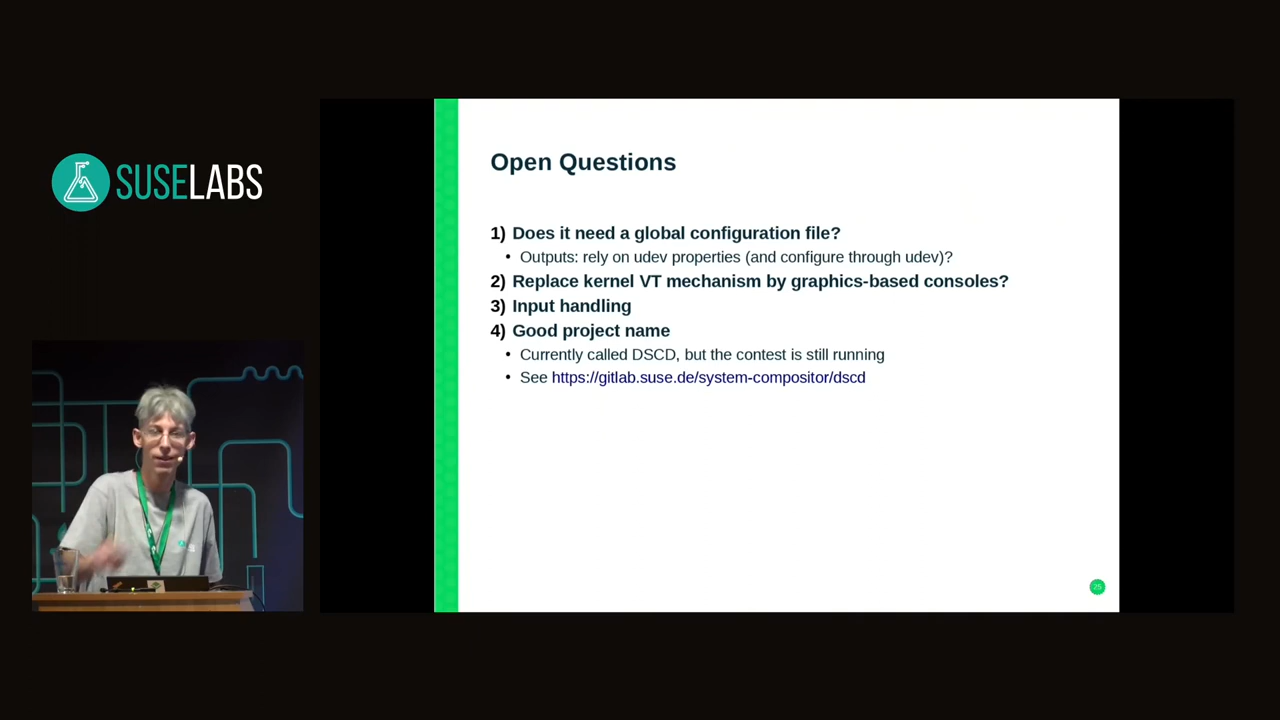 SUSELABS
Open Questions
1) Does it need a global configuration file?
• Outputs: rely on udev properties (and configure through udev)?
2) Replace kernel VT mechanism by graphics-based consoles?
3) Input handling
4) Good project name
• Currently called DSCD, but the contest is still running
• See https://gitlab.suse.de/system-compositor/dscd
25